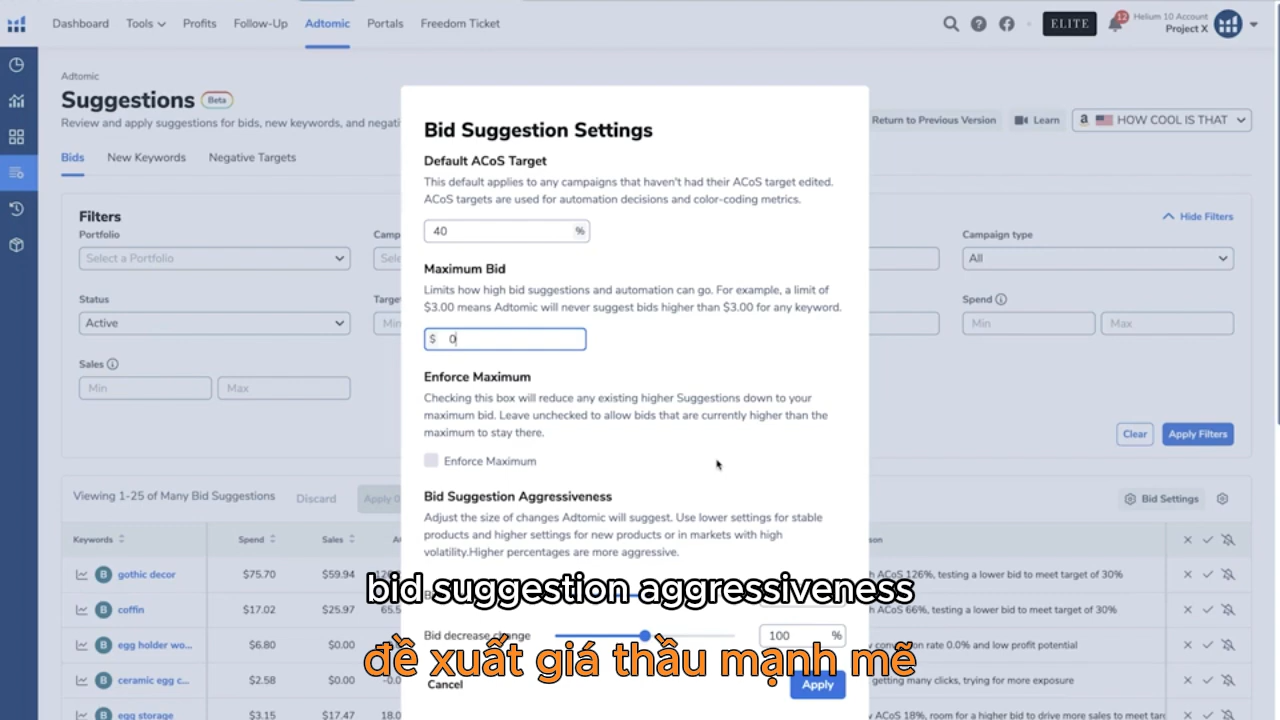 Dashboard Tools Profits Follow-Up Adtomic Portals Freedom Ticket
ELITE
12
Helium 10 Account
Project X
Adtomic
Suggestions Beta
Review and apply suggestions for bids, new keywords, and
Return to Previous Version
Learn
a HOW COOL IS THAT
Bids New Keywords Negative Targets
Filters
Hide Filters
Portfolio
Select a Portfolio
Campaign type
All
Status
Active
Spend
Min Max
Sales
Min Max
Clear Apply Filters
Viewing 1-25 of Many Bid Suggestions Discard Apply
Bid Settings
Keywords Spend Sales
B gothic decor $75.70 $59.94
ACoS 126%, testing a lower bid to meet target of 30%
B coffin $17.02 $25.97 65.5
ACoS 66%, testing a lower bid to meet target of 30%
B egg holder wo... $6.80 $0.00
conversion rate 0.0% and low profit potential
B ceramic egg c... $2.58 $0.00
getting many clicks, trying for more exposure
B egg storage $3.15 $17.47 18.0
ACoS 18%, room for a higher bid to drive more sales to meet
Bid Suggestion Settings
Default ACoS Target
This default applies to any campaigns that haven't had their ACoS target edited.
ACoS targets are used for automation decisions and color-coding metrics.
40 %
Maximum Bid
Limits how high bid suggestions and automation can go. For example, a limit of
$3.00 means Adtomic will never suggest bids higher than $3.00 for any keyword.
$ 0
Enforce Maximum
Checking this box will reduce any existing higher Suggestions down to your
maximum bid. Leave unchecked to allow bids that are currently higher than the
maximum to stay there.
Enforce Maximum
Bid Suggestion Aggressiveness
Adjust the size of changes Adtomic will suggest. Use lower settings for stable
products and higher settings for new products or in markets with high
volatility.Higher percentages are more aggressive.
bid suggestion aggressiveness
Bid decrease change 100 %
đề xuất giá thầu mạnh mẽ
Cancel Apply